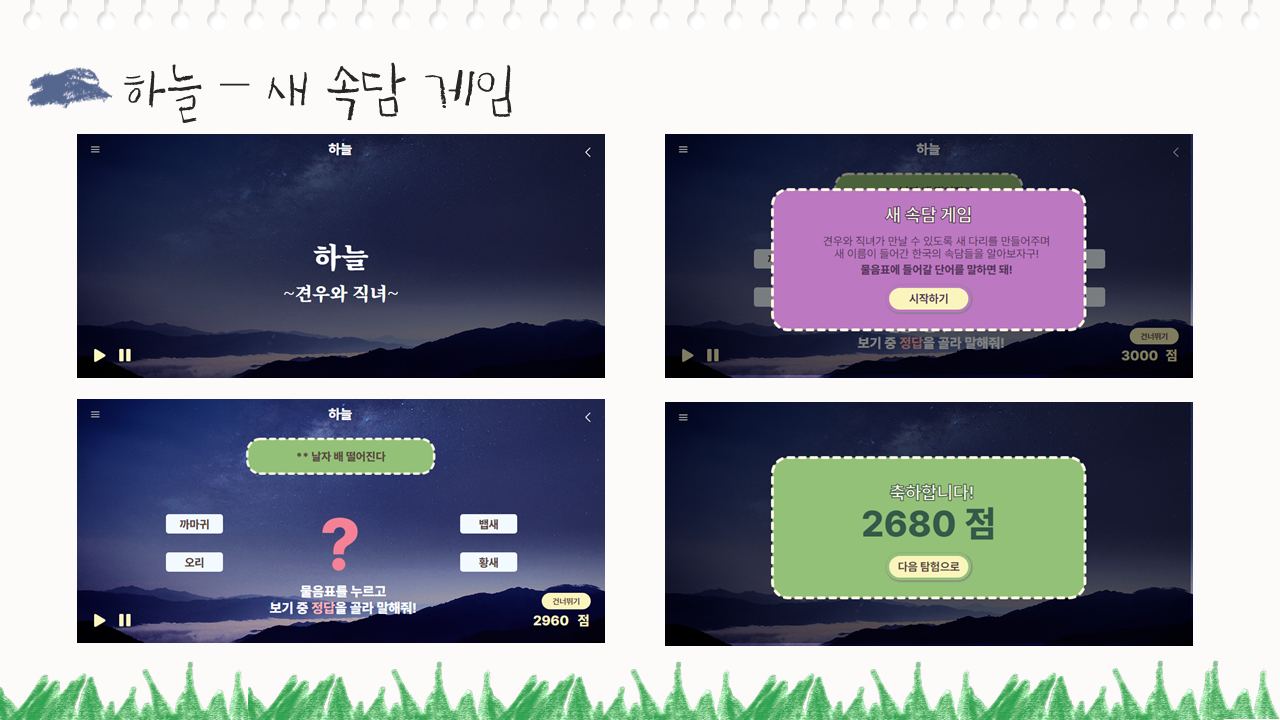 하늘 - 새 속담 게임
하늘
하늘
~견우와 직녀~
하늘
새 속담 게임
견우와 직녀가 만날 수 있도록 새 다리를 만들어주며
새 이름이 들어간 한국의 속담들을 알아보자구!
물음표에 들어갈 단어를 말하면 돼!
시작하기
보기 중 정답을 골라 말해줘!
건너뛰기
3000 점
하늘
** 날자 배 떨어진다
까마귀
뱁새
?
오리
황새
물음표를 누르고
보기 중 정답을 골라 말해줘!
건너뛰기
2960 점
축하합니다!
2680 점
다음 탐험으로